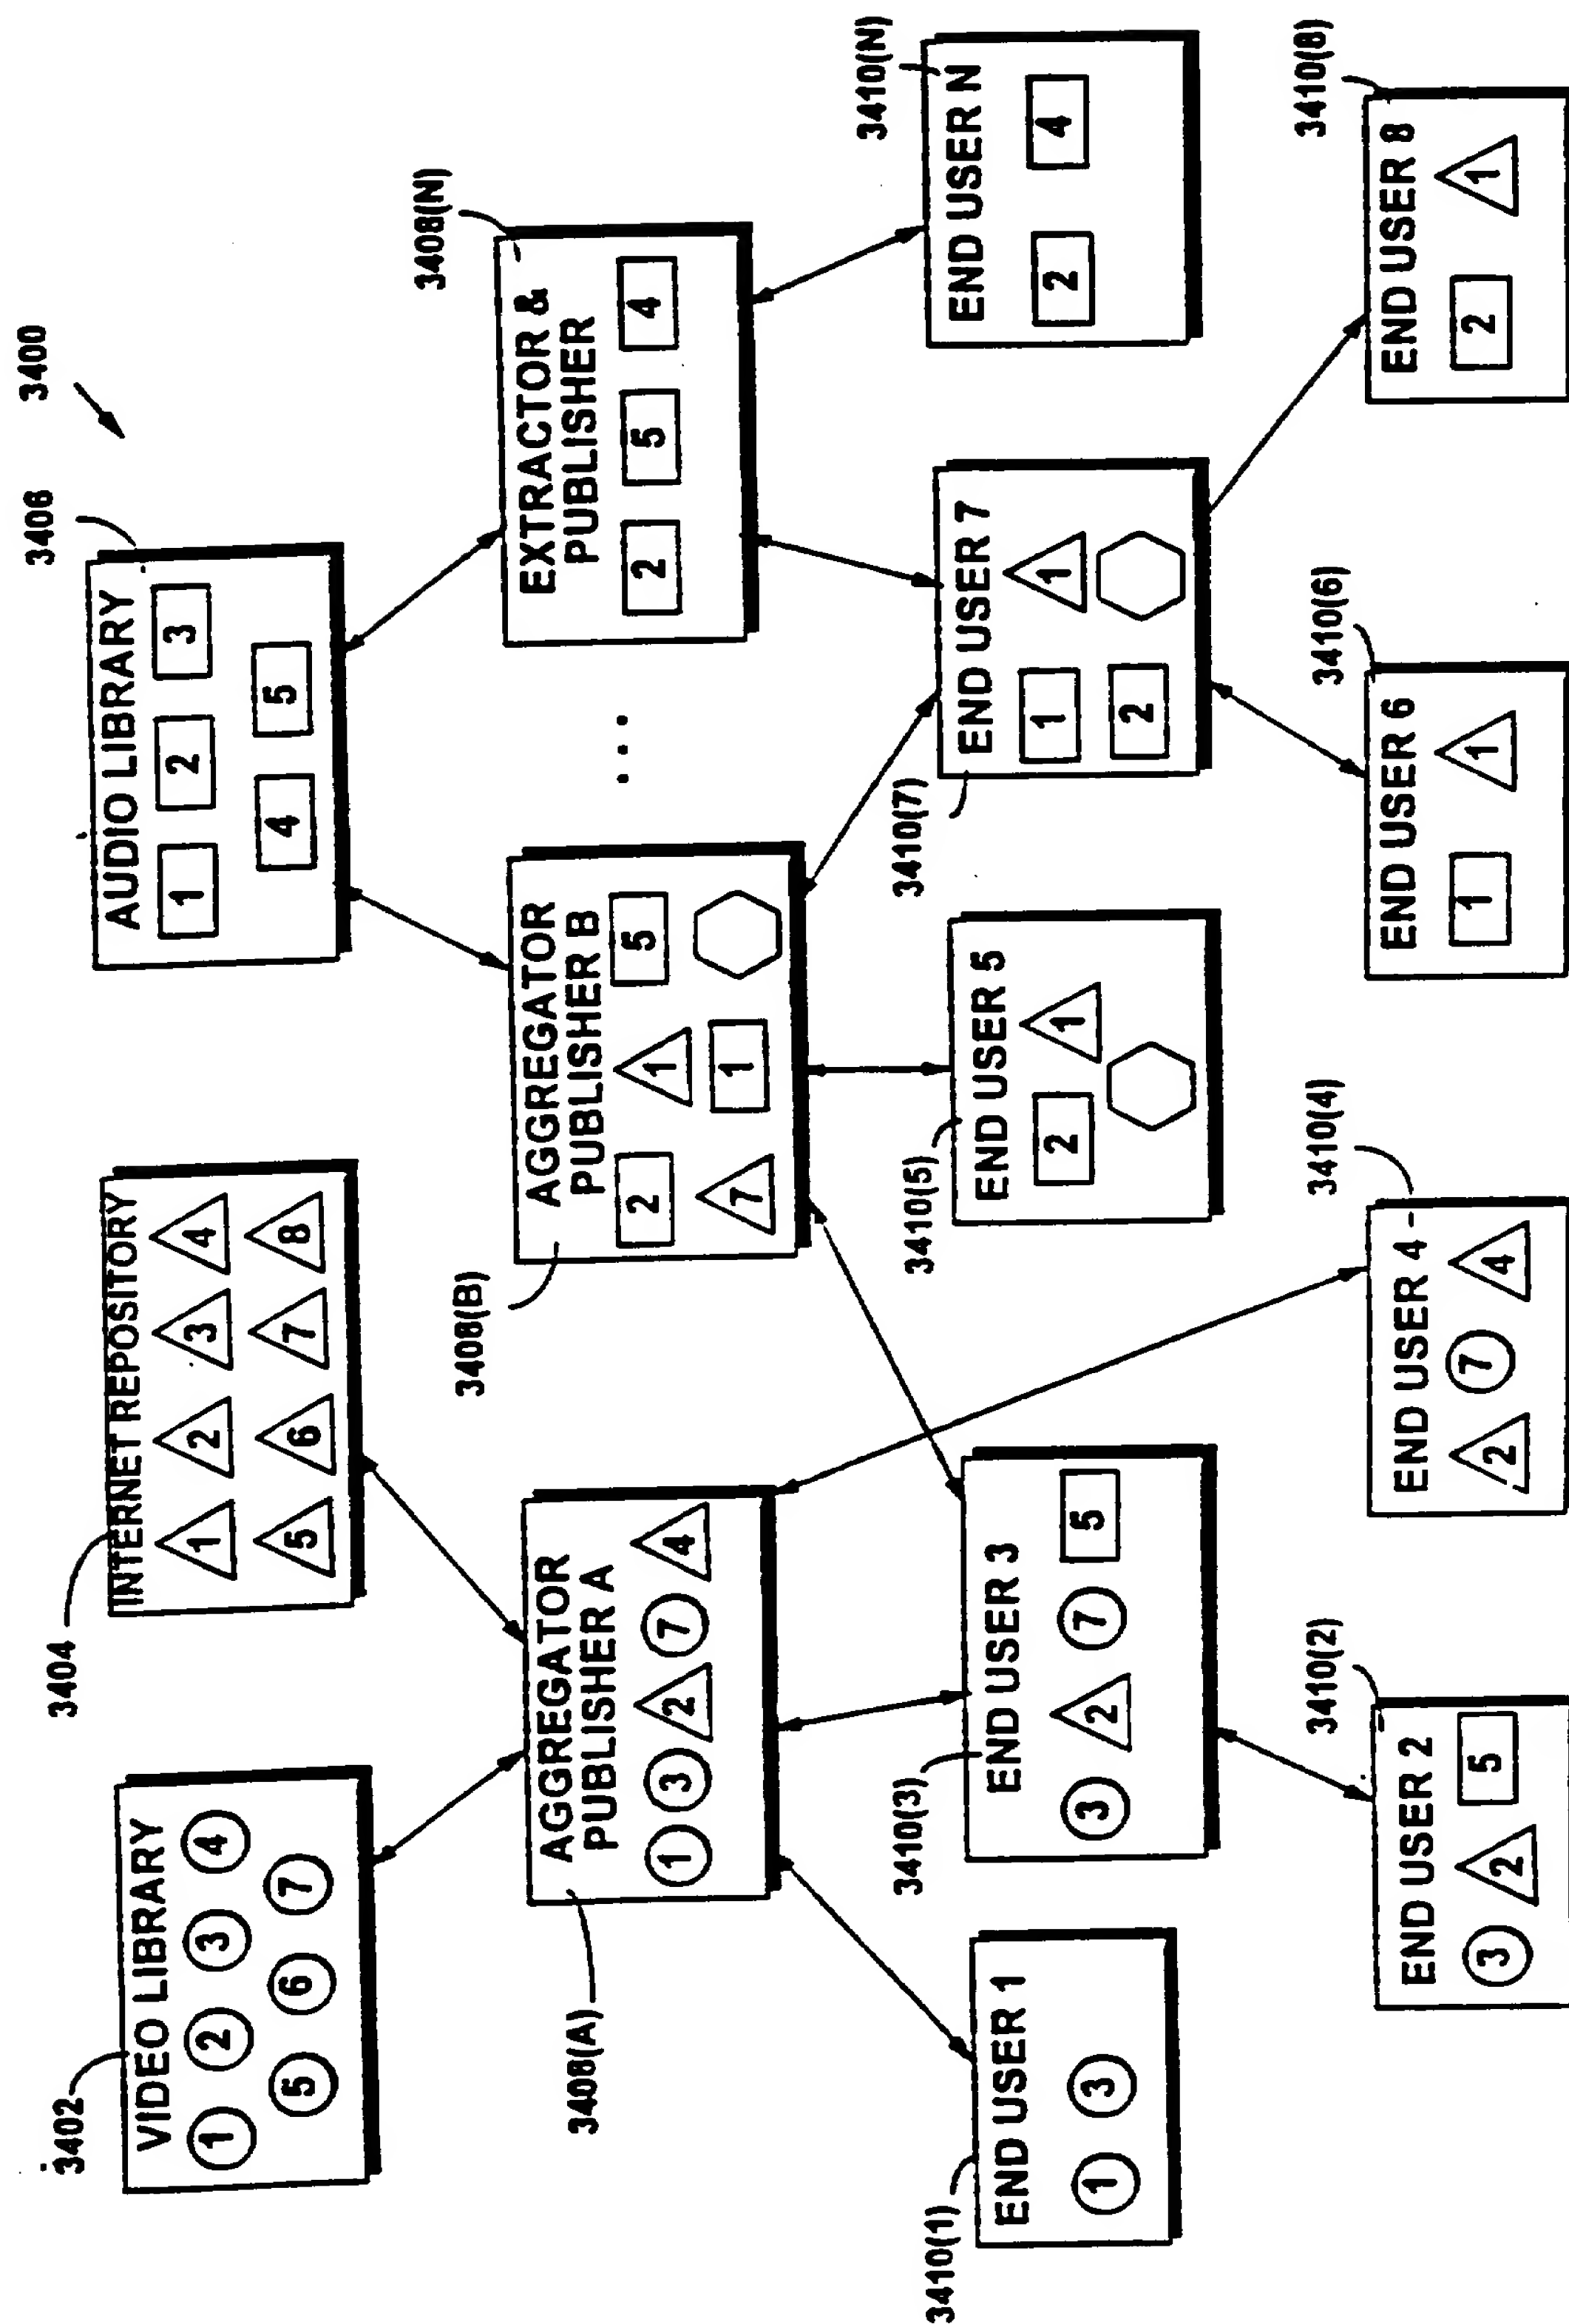 3400
3402
VIDEO LIBRARY
1 2 3 4
5 6 7
3404
INTERNET REPOSITORY
1 2 3 4
5 6 7 8
3406
AUDIO LIBRARY
1 2 3
4 5
3408(A)
AGGREGATOR
PUBLISHER A
1 3 2 7 4
3408(B)
AGGREGATOR
PUBLISHER B
2 1 5
7 1
...
3408(N)
EXTRACTOR &
PUBLISHER
2 5 4
3410(1)
END USER 1
1 3
3410(3)
END USER 3
3 2 7 5
3410(5)
END USER 5
2 1
3410(7)
END USER 7
1 1
2
3410(N)
END USER N
2 4
3410(2)
END USER 2
3 2 5
3410(4)
END USER 4
2 7 4
3410(6)
END USER 6
1 1
3410(8)
END USER 8
2 1